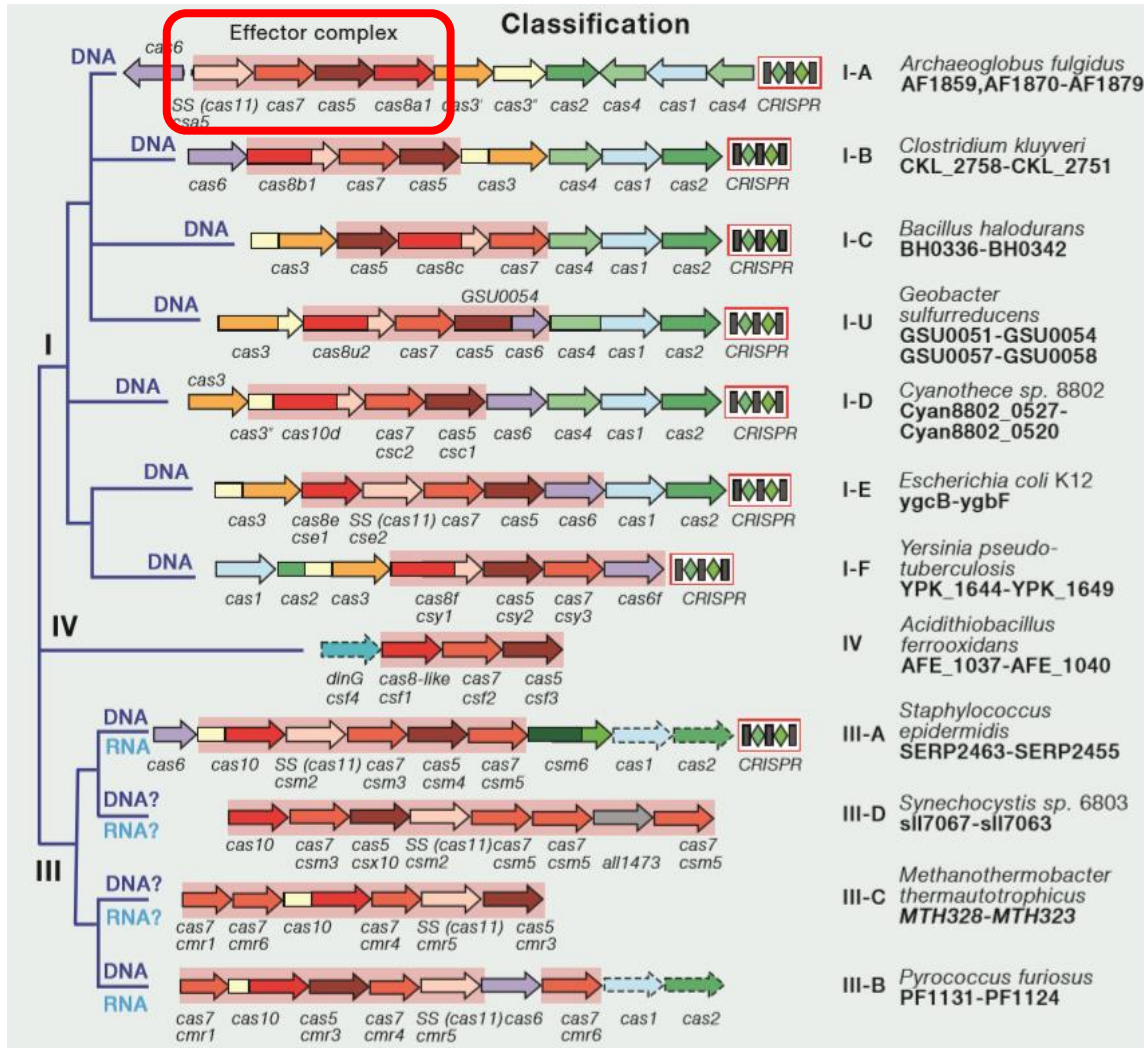 Classification
Effector complex
DNA
cas6
SS (cas11) cas7 cas5 cas8a1 cas3' cas3" cas2 cas4 cas1 cas4 CRISPR
csa5
I-A
Archaeoglobus fulgidus
AF1859,AF1870-AF1879
DNA
cas6 cas8b1 cas7 cas5 cas3 cas4 cas1 cas2 CRISPR
I-B
Clostridium kluyveri
CKL_2758-CKL_2751
DNA
cas3 cas5 cas8c cas7 cas4 cas1 cas2 CRISPR
I-C
Bacillus halodurans
BH0336-BH0342
GSU0054
DNA
cas3 cas8u2 cas7 cas5 cas6 cas4 cas1 cas2 CRISPR
I-U
Geobacter
sulfurreducens
GSU0051-GSU0054
GSU0057-GSU0058
I
DNA
cas3
cas3" cas10d cas7 cas5 cas6 cas4 cas1 cas2 CRISPR
csc2 csc1
I-D
Cyanothece sp. 8802
Cyan8802_0527-
Cyan8802_0520
DNA
cas3 cas8e SS (cas11) cas7 cas5 cas6 cas1 cas2 CRISPR
cse1 cse2
I-E
Escherichia coli K12
ygcB-ygbF
DNA
cas1 cas2 cas3 cas8f cas5 cas7 cas6f CRISPR
csy1 csy2 csy3
I-F
Yersinia pseudo-
tuberculosis
YPK_1644-YPK_1649
IV
dinG cas8-like cas7 cas5
csf4 csf1 csf2 csf3
IV
Acidithiobacillus
ferrooxidans
AFE_1037-AFE_1040
DNA
RNA
cas6 cas10 SS (cas11) cas7 cas5 cas7 csm6 cas1 cas2 CRISPR
csm2 csm3 csm4 csm5
III-A
Staphylococcus
epidermidis
SERP2463-SERP2455
DNA?
RNA?
cas10 cas7 cas5 SS (cas11) cas7 cas7 all1473 cas7
csm3 csx10 csm2 csm5 csm5 csm5
III-D
Synechocystis sp. 6803
sll7067-sll7063
III
DNA?
RNA?
cas7 cas7 cas10 cas7 SS (cas11) cas5
cmr1 cmr6 cmr4 cmr5 cmr3
III-C
Methanothermobacter
thermautotrophicus
MTH328-MTH323
DNA
RNA
cas7 cas10 cas5 cas7 SS (cas11) cas6 cas7 cas1 cas2
cmr1 cmr3 cmr4 cmr5 cmr6
III-B
Pyrococcus furiosus
PF1131-PF1124